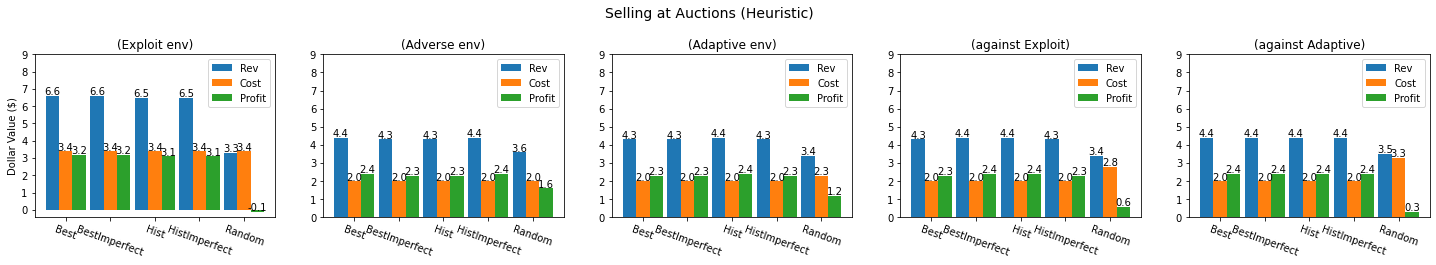 Selling at Auctions (Heuristic)
(Exploit env)
Dollar Value ($)
9
8
7
6
5
4
3
2
1
0
Rev
Cost
Profit
6.6 3.4 3.2
6.6 3.4 3.2
6.5 3.4 3.1
6.5 3.4 3.1
3.3 3.4 -0.1
Best BestImperfect Hist HistImperfect Random
(Adverse env)
9
8
7
6
5
4
3
2
1
0
Rev
Cost
Profit
4.4 2.0 2.4
4.3 2.0 2.3
4.3 2.0 2.3
4.4 2.0 2.4
3.6 2.0 1.6
Best BestImperfect Hist HistImperfect Random
(Adaptive env)
9
8
7
6
5
4
3
2
1
0
Rev
Cost
Profit
4.3 2.0 2.3
4.3 2.0 2.3
4.4 2.0 2.4
4.3 2.0 2.3
3.4 2.3 1.2
Best BestImperfect Hist HistImperfect Random
(against Exploit)
9
8
7
6
5
4
3
2
1
0
Rev
Cost
Profit
4.3 2.0 2.3
4.4 2.0 2.4
4.4 2.0 2.4
4.3 2.0 2.3
3.4 2.8 0.6
Best BestImperfect Hist HistImperfect Random
(against Adaptive)
9
8
7
6
5
4
3
2
1
0
Rev
Cost
Profit
4.4 2.0 2.4
4.4 2.0 2.4
4.4 2.0 2.4
4.4 2.0 2.4
3.5 3.3 0.3
Best BestImperfect Hist HistImperfect Random